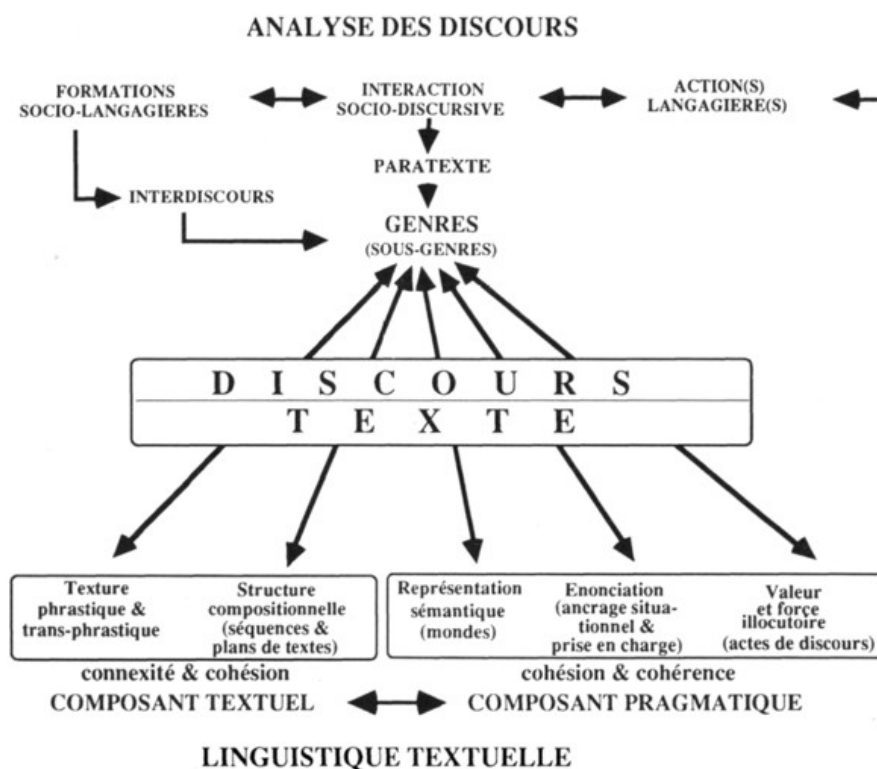 ANALYSE DES DISCOURS
FORMATIONS
SOCIO-LANGAGIERES
INTERACTION
SOCIO-DISCURSIVE
ACTION(S)
LANGAGIERE(S)
PARATEXTE
INTERDISCOURS
GENRES
(SOUS-GENRES)
D I S C O U R S
T E X T E
Texture
phrastique &
trans-phrastique
Structure
compositionnelle
(séquences &
plans de textes)
Représentation
sémantique
(mondes)
Enonciation
(ancrage situa-
tionnel &
prise en charge)
Valeur
et force
illocutoire
(actes de discours)
connexité & cohésion
cohésion & cohérence
COMPOSANT TEXTUEL
COMPOSANT PRAGMATIQUE
LINGUISTIQUE TEXTUELLE